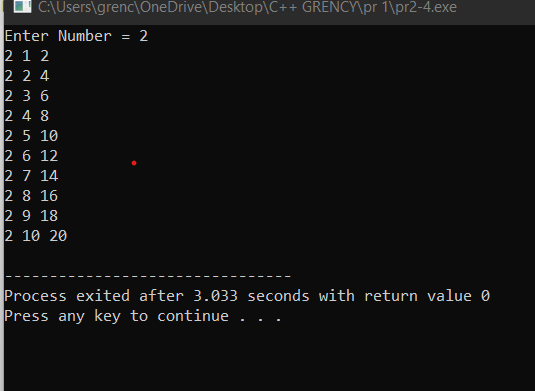 C:\Users\grenc\OneDrive\Desktop\C++ GRENCY\pr 1\pr2-4.exe
Enter Number = 2
2 1 2
2 2 4
2 3 6
2 4 8
2 5 10
2 6 12
2 7 14
2 8 16
2 9 18
2 10 20
--------------------------------
Process exited after 3.033 seconds with return value 0
Press any key to continue . . .